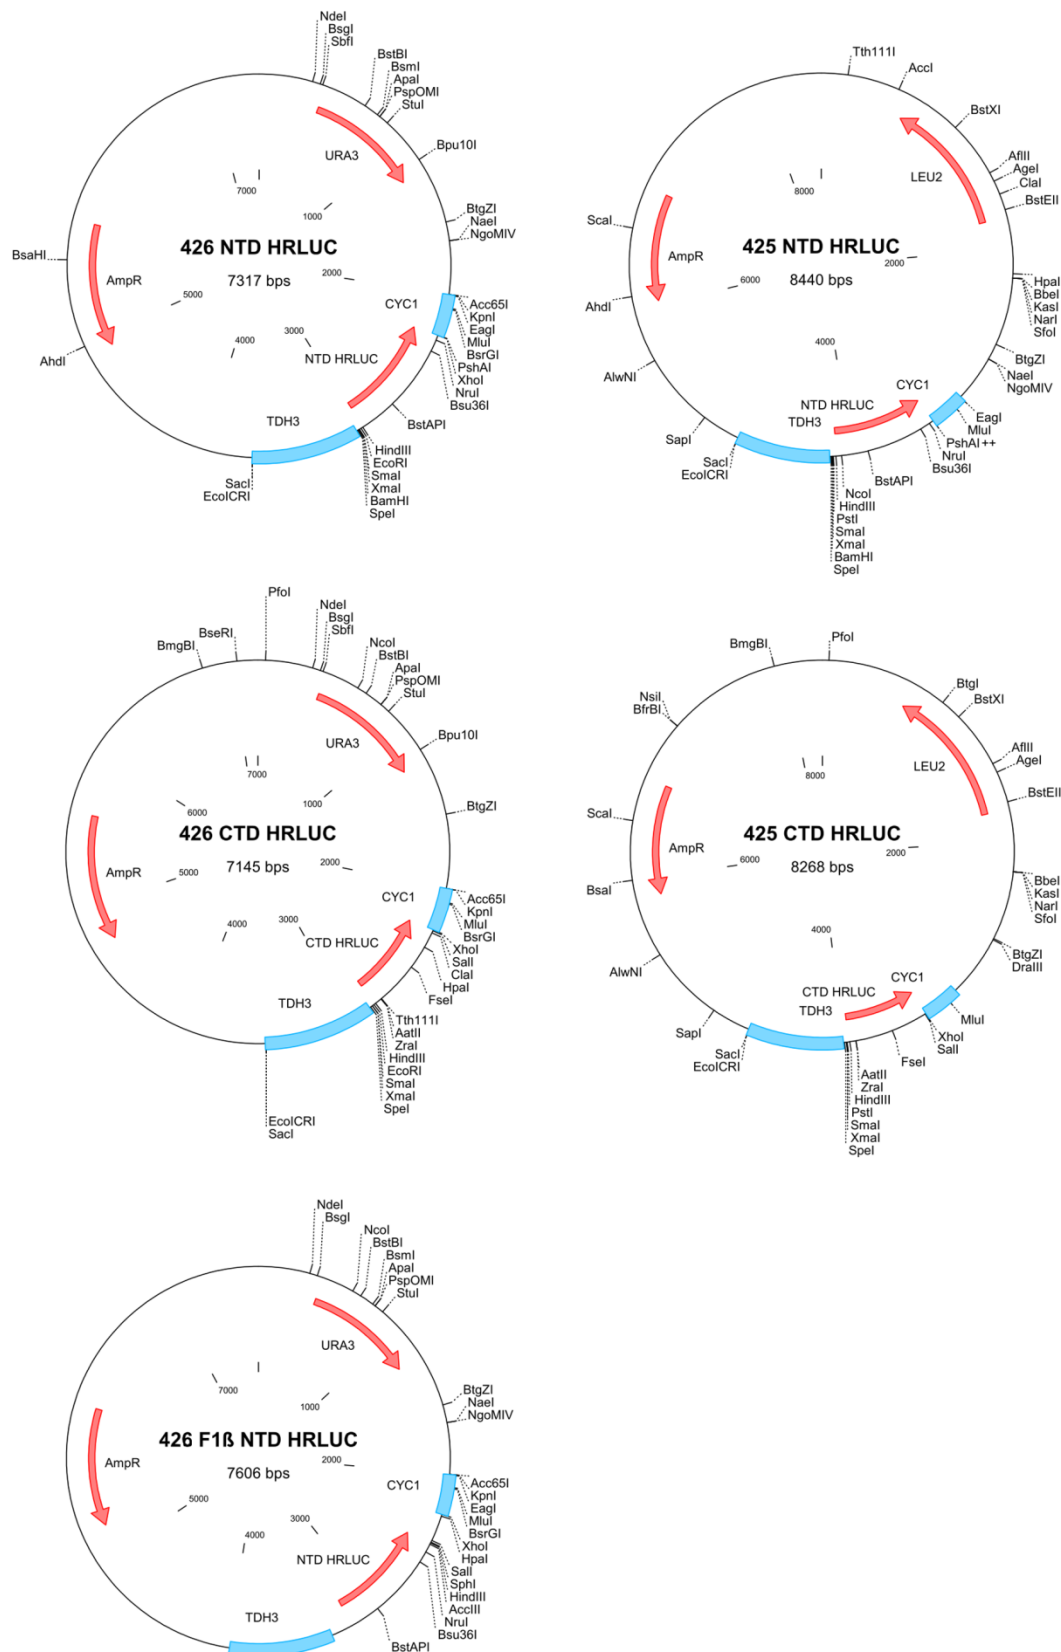 NdeI
BsgI
SbfI
BstBI
BsmI
ApaI
PspOMI
StuI
Bpu10I
BtgZI
NaeI
NgoMIV
Acc65I
KpnI
EagI
MluI
BsrGI
PshAI
XhoI
NruI
Bsu36I
BstAPI
HindIII
EcoRI
SmaI
XmaI
BamHI
SpeI
SacI
EcoICRI
AhdI
BsaHI
URA3
CYC1
NTD HRLUC
TDH3
AmpR
7000
1000
2000
3000
4000
5000
426 NTD HRLUC
7317 bps
Tth111I
AccI
BstXI
AflII
AgeI
ClaI
BstEII
HpaI
BbeI
KasI
NarI
SfoI
BtgZI
NaeI
NgoMIV
EagI
MluI
PshAI ++
NruI
Bsu36I
BstAPI
NcoI
HindIII
PstI
SmaI
XmaI
BamHI
SpeI
SacI
EcoICRI
SapI
AlwNI
AhdI
ScaI
LEU2
CYC1
NTD HRLUC
TDH3
AmpR
8000
2000
4000
6000
425 NTD HRLUC
8440 bps
PfoI
NdeI
BsgI
SbfI
NcoI
BstBI
ApaI
PspOMI
StuI
Bpu10I
BtgZI
Acc65I
KpnI
MluI
BsrGI
XhoI
SalI
ClaI
HpaI
FseI
Tth111I
AatII
ZraI
HindIII
EcoRI
SmaI
XmaI
SpeI
EcoICRI
SacI
BmgBI
BseRI
URA3
CYC1
CTD HRLUC
TDH3
AmpR
7000
1000
2000
3000
4000
5000
6000
426 CTD HRLUC
7145 bps
PfoI
BtgI
BstXI
AflII
AgeI
BstEII
BbeI
KasI
NarI
SfoI
BtgZI
DraIII
MluI
XhoI
SalI
FseI
AatII
ZraI
HindIII
PstI
SmaI
XmaI
SpeI
SacI
EcoICRI
SapI
AlwNI
BsaI
ScaI
NsiI
BfrBI
BmgBI
LEU2
CYC1
CTD HRLUC
TDH3
AmpR
8000
2000
4000
6000
425 CTD HRLUC
8268 bps
NdeI
BsgI
NcoI
BstBI
BsmI
ApaI
PspOMI
StuI
BtgZI
NaeI
NgoMIV
Acc65I
KpnI
EagI
MluI
BsrGI
XhoI
HpaI
SalI
SphI
HindIII
AccIII
NruI
Bsu36I
BstAPI
URA3
CYC1
NTD HRLUC
TDH3
AmpR
7000
1000
2000
3000
4000
5000
426 F1ß NTD HRLUC
7606 bps